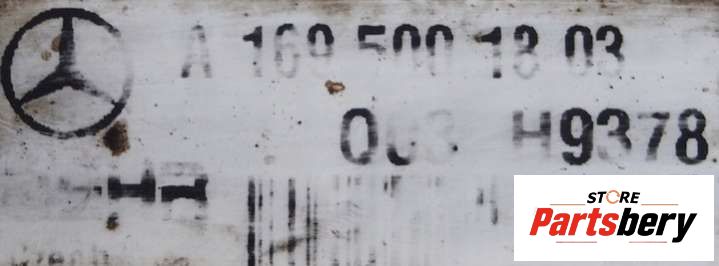 A 169 500 18 03
003 H9378
STORE
Partsbery